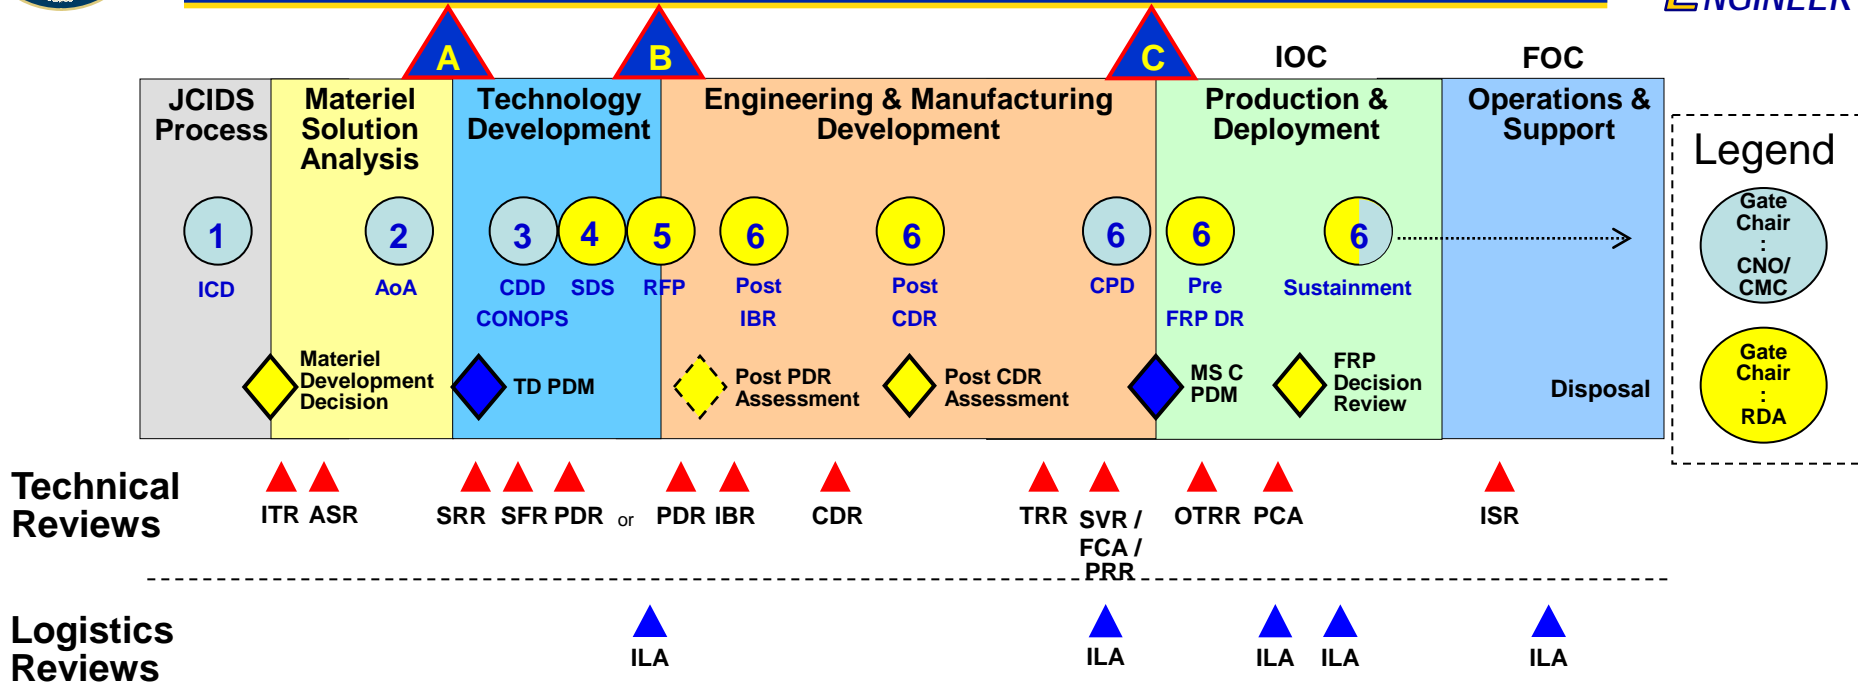 ENGINEER
A
B
C
IOC
FOC
JCIDS
Process
Materiel
Solution
Analysis
Technology
Development
Engineering & Manufacturing
Development
Production &
Deployment
Operations &
Support
Legend
1
2
3
4
5
6
6
6
6
6
ICD
AoA
CDD
CONOPS
SDS
RFP
Post
IBR
Post
CDR
CPD
Pre
FRP DR
Sustainment
Gate
Chair
:
CNO/
CMC
Gate
Chair
:
RDA
Materiel
Development
Decision
TD PDM
Post PDR
Assessment
Post CDR
Assessment
MS C
PDM
FRP
Decision
Review
Disposal
Technical
Reviews
ITR
ASR
SRR
SFR
PDR
or
PDR
IBR
CDR
TRR
SVR /
FCA /
PRR
OTRR
PCA
ISR
Logistics
Reviews
ILA
ILA
ILA
ILA
ILA